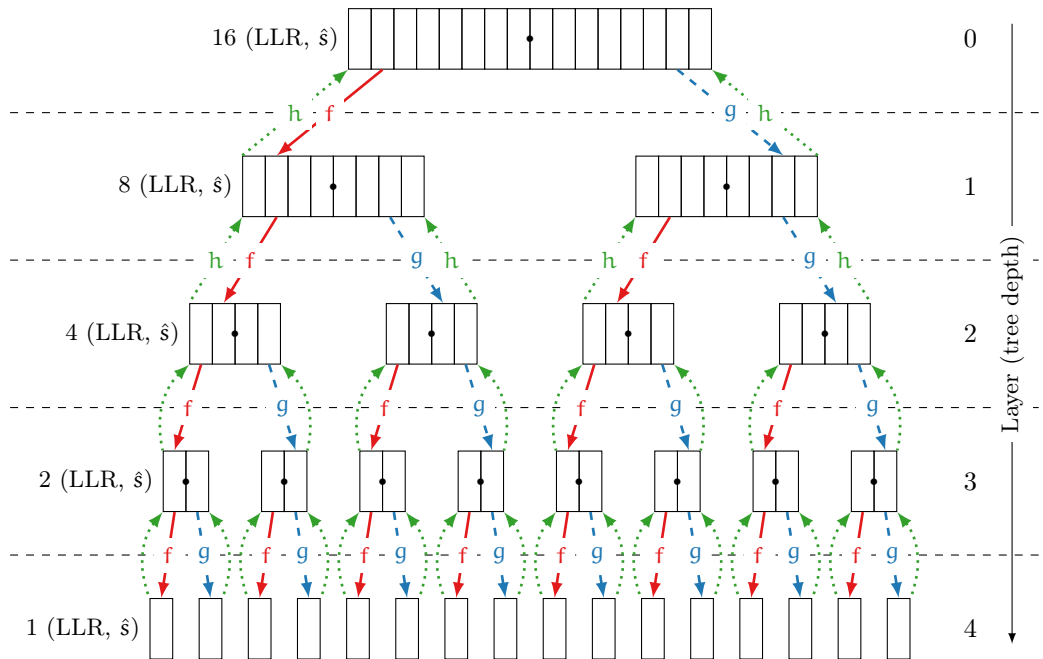 16 (LLR, ŝ) 0
h f g h
8 (LLR, ŝ) 1
h f g h h f g h
4 (LLR, ŝ) 2
f g f g f g f g
2 (LLR, ŝ) 3
f g f g f g f g f g f g f g f g
1 (LLR, ŝ) 4
Layer (tree depth)